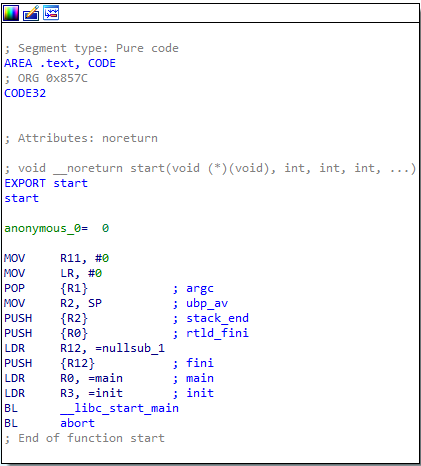 ; Segment type: Pure code
AREA .text, CODE
; ORG 0x857C
CODE32
; Attributes: noreturn
; void __noreturn start(void (*)(void), int, int, int, ...)
EXPORT start
start
anonymous_0=  0
MOV     R11, #0
MOV     LR, #0
POP     {R1}            ; argc
MOV     R2, SP          ; ubp_av
PUSH    {R2}            ; stack_end
PUSH    {R0}            ; rtld_fini
LDR     R12, =nullsub_1
PUSH    {R12}           ; fini
LDR     R0, =main       ; main
LDR     R3, =init       ; init
BL      __libc_start_main
BL      abort
; End of function start